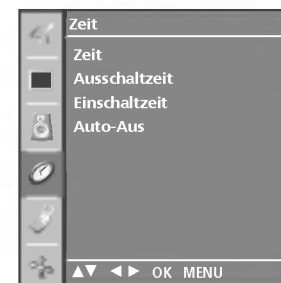 Zeit
Zeit
Ausschaltzeit
Einschaltzeit
Auto-Aus
▲▼ ◄► OK MENU